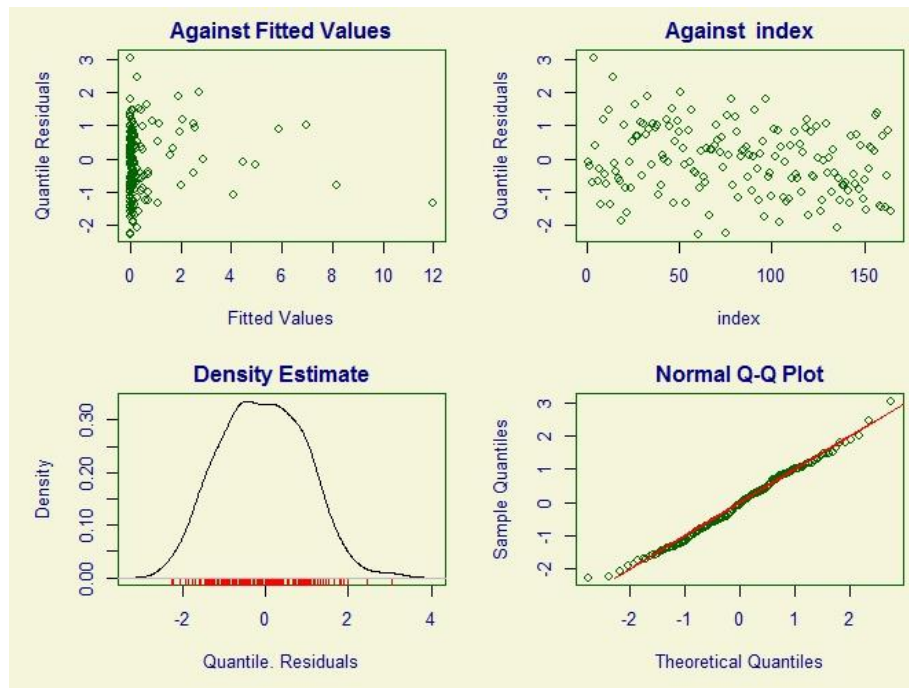 Against Fitted Values
Quantile Residuals
-2 -1 0 1 2 3
0 2 4 6 8 10 12
Fitted Values
Against index
Quantile Residuals
-2 -1 0 1 2 3
0 50 100 150
index
Density Estimate
Density
0.00 0.10 0.20 0.30
-2 0 2 4
Quantile. Residuals
Normal Q-Q Plot
Sample Quantiles
-2 -1 0 1 2 3
-2 -1 0 1 2
Theoretical Quantiles